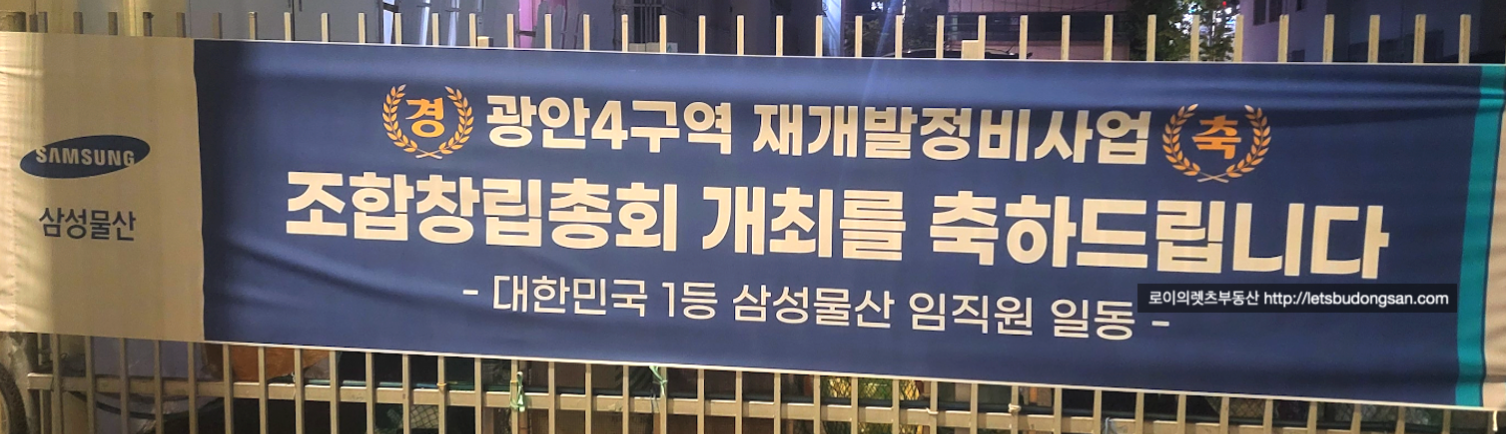 SAMSUNG
삼성물산
경 광안4구역 재개발정비사업 축
조합창립총회 개최를 축하드립니다
- 대한민국 1등 삼성물산 임직원 일동 -
로이의렛츠부동산 http://letsbudongsan.com